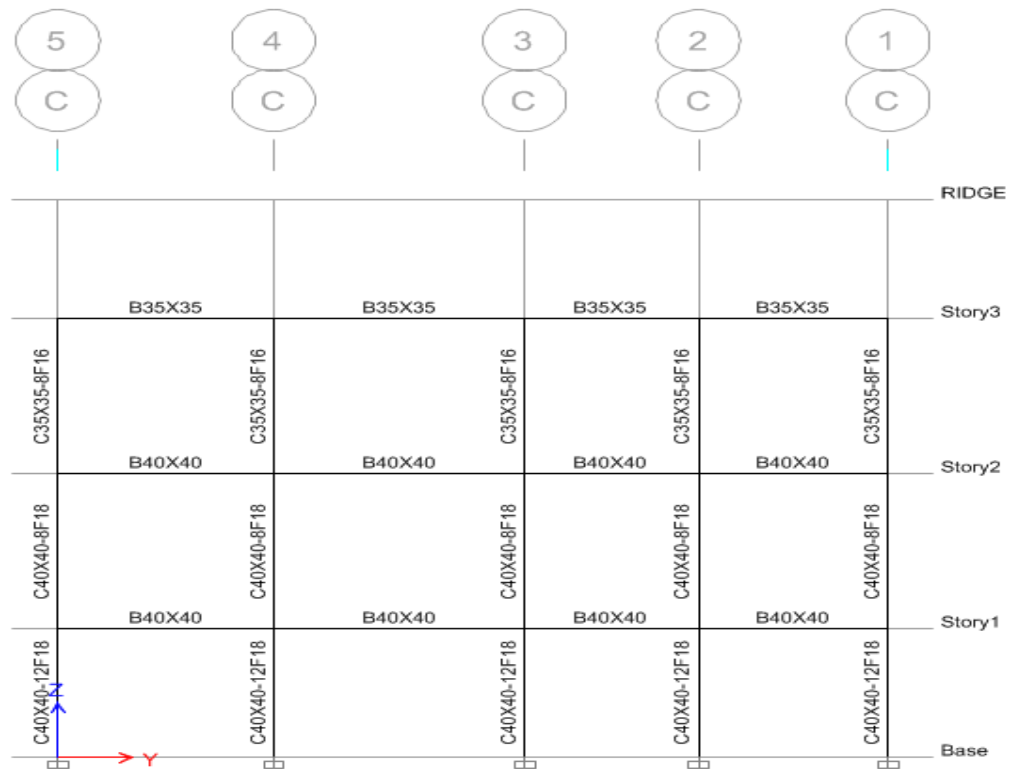 5 4 3 2 1
C C C C C
RIDGE
B35X35 B35X35 B35X35 B35X35
Story3
C35X35-8F16 C35X35-8F16 C35X35-8F16 C35X35-8F16 C35X35-8F16
B40X40 B40X40 B40X40 B40X40
Story2
C40X40-8F18 C40X40-8F18 C40X40-8F18 C40X40-8F18 C40X40-8F18
B40X40 B40X40 B40X40 B40X40
Story1
C40X40-12F18 C40X40-12F18 C40X40-12F18 C40X40-12F18 C40X40-12F18
Z
Base
Y